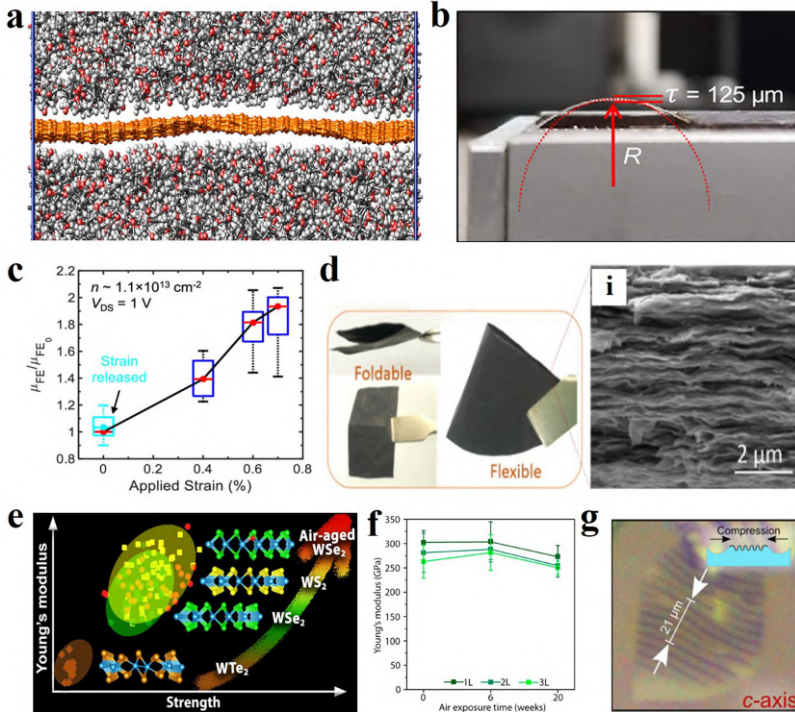 a
b
τ = 125 μm
R
c
n ~ 1.1×10¹³ cm⁻²
V_DS = 1 V
Strain
released
μ_FE/μ_FE₀
2.2
2.0
1.8
1.6
1.4
1.2
1.0
0.8
0.0 0.2 0.4 0.6 0.8
Applied Strain (%)
d
Foldable
Flexible
i
2 μm
e
Young's modulus
Strength
Air-aged
WSe₂
WS₂
WSe₂
WTe₂
f
Young's modulus (GPa)
350
300
250
200
150
100
50
0
1L 2L 3L
0 6 20
Air exposure time (weeks)
g
Compression
21 μm
c-axis